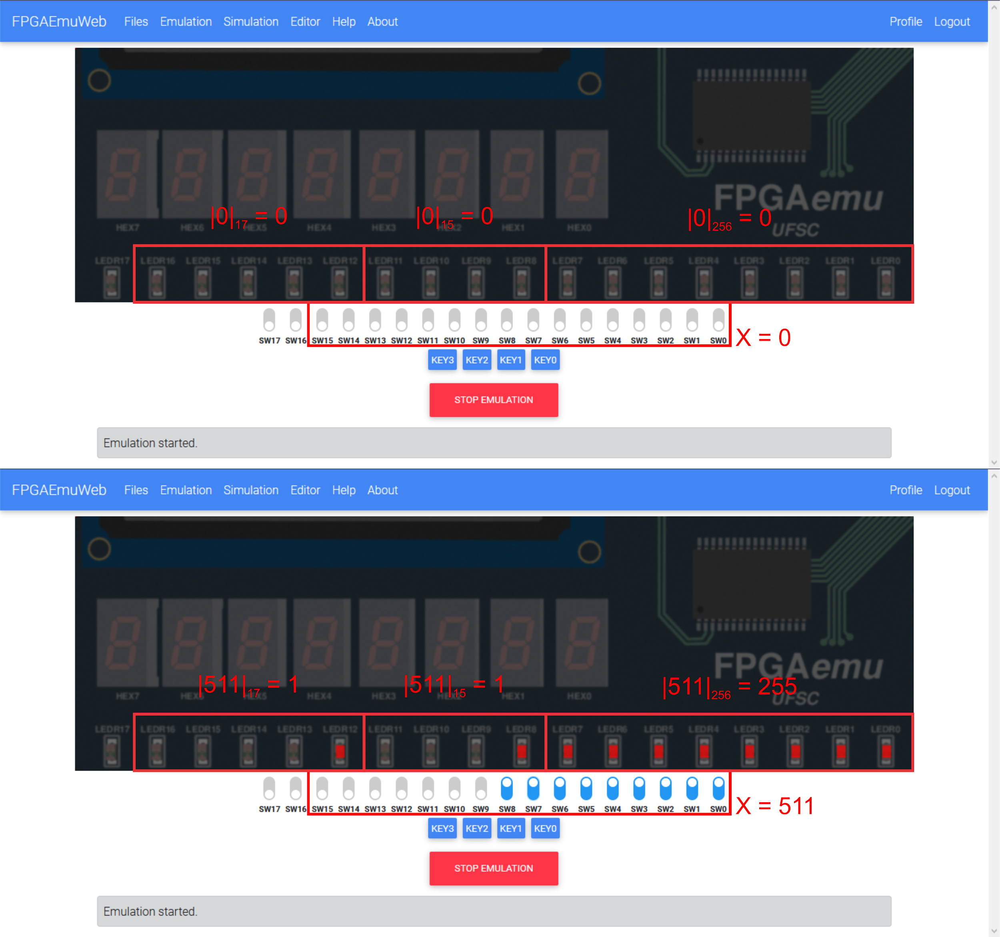 FPGAEmuWeb Files Emulation Simulation Editor Help About Profile Logout
FPGAemu
UFSC
|0|17 = 0 |0|15 = 0 |0|256 = 0
HEX7 HEX6 HEX5 HEX4 HEX3 HEX2 HEX1 HEX0
LEDR17 LEDR16 LEDR15 LEDR14 LEDR13 LEDR12 LEDR11 LEDR10 LEDR9 LEDR8 LEDR7 LEDR6 LEDR5 LEDR4 LEDR3 LEDR2 LEDR1 LEDR0
SW17 SW16 SW15 SW14 SW13 SW12 SW11 SW10 SW9 SW8 SW7 SW6 SW5 SW4 SW3 SW2 SW1 SW0
X = 0
KEY3 KEY2 KEY1 KEY0
STOP EMULATION
Emulation started.
FPGAEmuWeb Files Emulation Simulation Editor Help About Profile Logout
FPGAemu
UFSC
|511|17 = 1 |511|15 = 1 |511|256 = 255
HEX7 HEX6 HEX5 HEX4 HEX3 HEX2 HEX1 HEX0
LEDR17 LEDR16 LEDR15 LEDR14 LEDR13 LEDR12 LEDR11 LEDR10 LEDR9 LEDR8 LEDR7 LEDR6 LEDR5 LEDR4 LEDR3 LEDR2 LEDR1 LEDR0
SW17 SW16 SW15 SW14 SW13 SW12 SW11 SW10 SW9 SW8 SW7 SW6 SW5 SW4 SW3 SW2 SW1 SW0
X = 511
KEY3 KEY2 KEY1 KEY0
STOP EMULATION
Emulation started.